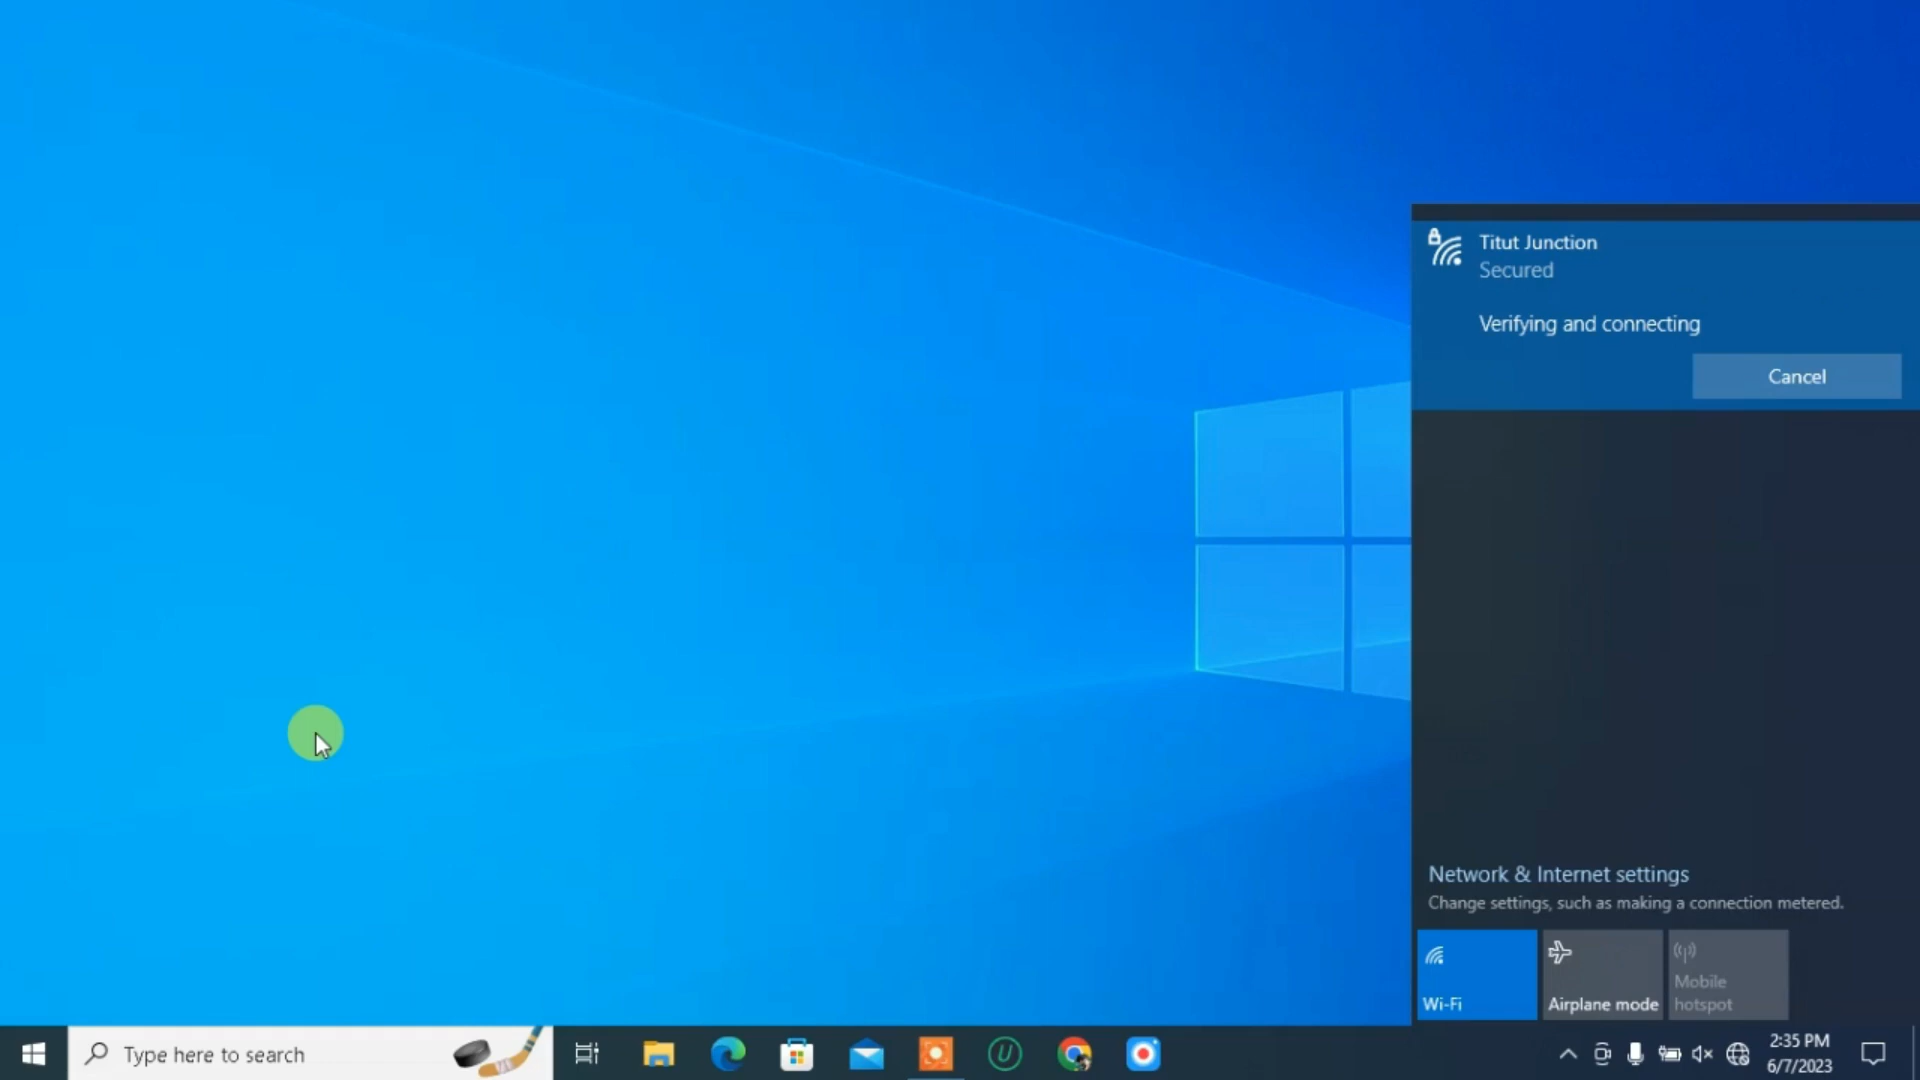 Titut Junction
Secured
Verifying and connecting
Cancel
Network & Internet settings
Change settings, such as making a connection metered.
Wi-Fi
Airplane mode
Mobile
hotspot
Type here to search
2:35 PM
6/7/2023